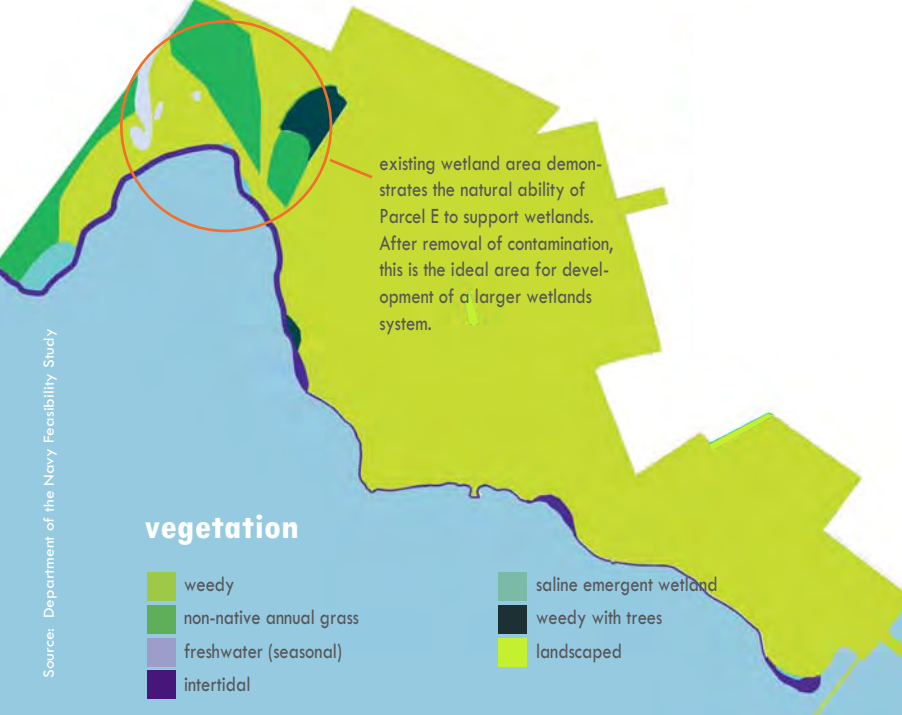 existing wetland area demon-
strates the natural ability of
Parcel E to support wetlands.
After removal of contamination,
this is the ideal area for devel-
opment of a larger wetlands
system.
Source: Department of the Navy Feasibility Study
vegetation
weedy
non-native annual grass
freshwater (seasonal)
intertidal
saline emergent wetland
weedy with trees
landscaped